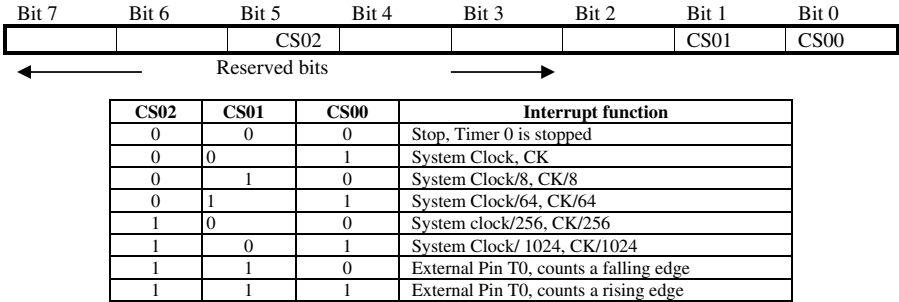 Bit 7 Bit 6 Bit 5 Bit 4 Bit 3 Bit 2 Bit 1 Bit 0
CS02 CS01 CS00
Reserved bits
CS02 CS01 CS00 Interrupt function
0 0 0 Stop, Timer 0 is stopped
0 0 1 System Clock, CK
0 1 0 System Clock/8, CK/8
0 1 1 System Clock/64, CK/64
1 0 0 System clock/256, CK/256
1 0 1 System Clock/ 1024, CK/1024
1 1 0 External Pin T0, counts a falling edge
1 1 1 External Pin T0, counts a rising edge